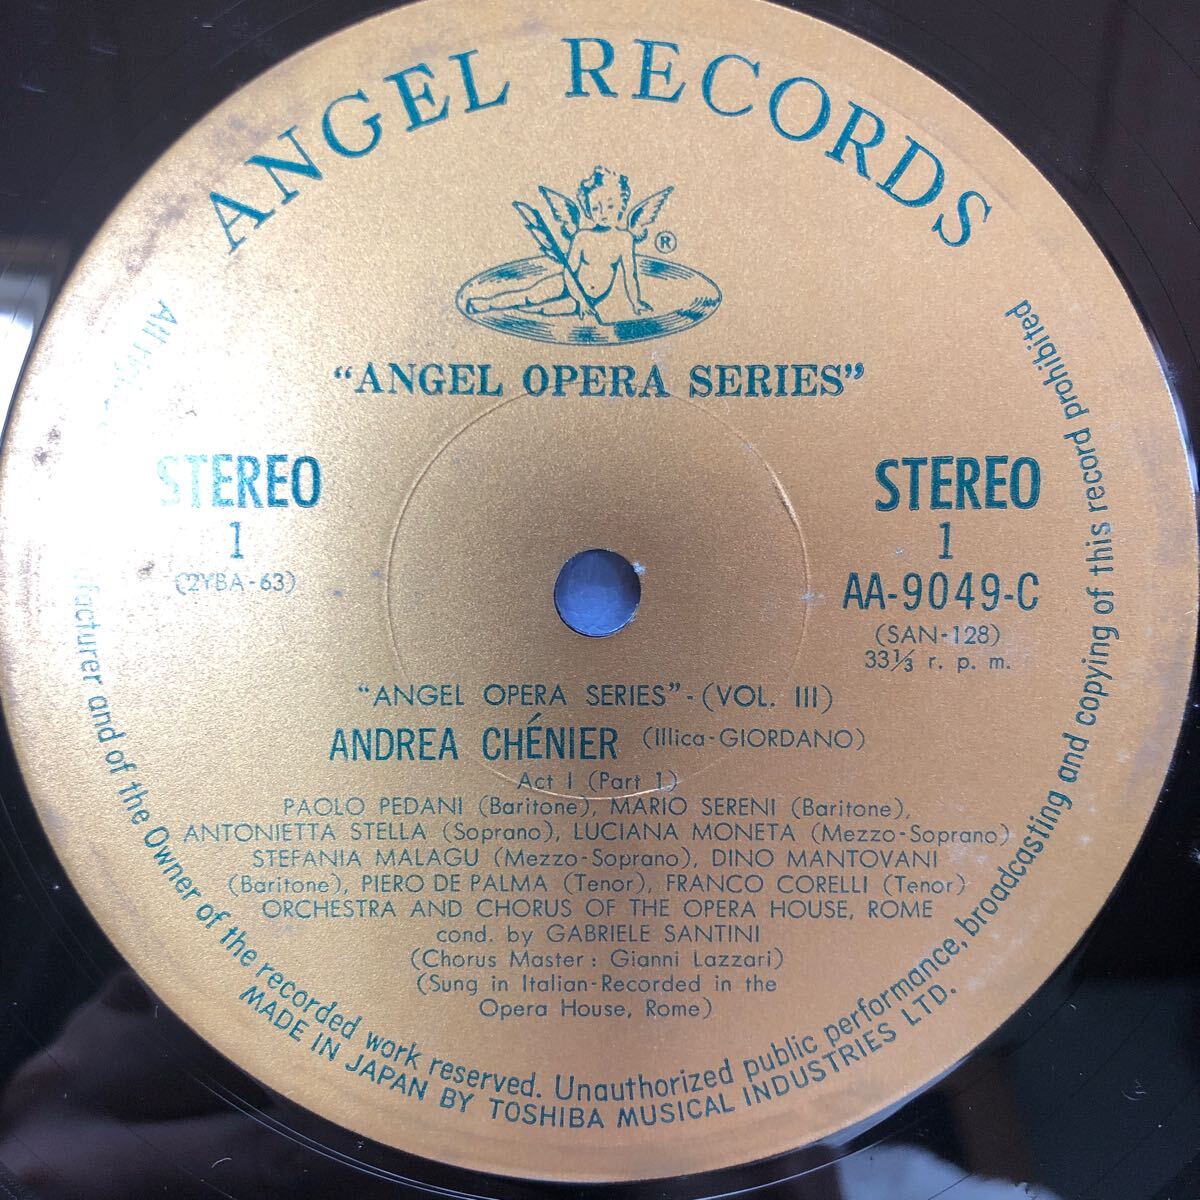 ANGEL RECORDS
®
“ANGEL OPERA SERIES”
STEREO
1
(2YBA-63)
STEREO
1
AA-9049-C
(SAN-128)
33⅓ r. p. m.
“ANGEL OPERA SERIES”-(VOL. III)
ANDREA CHÉNIER (Illica-GIORDANO)
Act I (Part 1)
PAOLO PEDANI (Baritone), MARIO SERENI (Baritone),
ANTONIETTA STELLA (Soprano), LUCIANA MONETA (Mezzo-Soprano)
STEFANIA MALAGU (Mezzo-Soprano), DINO MANTOVANI
(Baritone), PIERO DE PALMA (Tenor), FRANCO CORELLI (Tenor)
ORCHESTRA AND CHORUS OF THE OPERA HOUSE, ROME
cond. by GABRIELE SANTINI
(Chorus Master : Gianni Lazzari)
(Sung in Italian-Recorded in the
Opera House, Rome)
All and of the Owner of the recorded work reserved. Unauthorized public performance, broadcasting and copying of this record prohibited
MADE IN JAPAN BY TOSHIBA MUSICAL INDUSTRIES LTD.